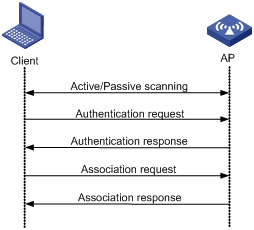 Client
AP
Active/Passive scanning
Authentication request
Authentication response
Association request
Association response